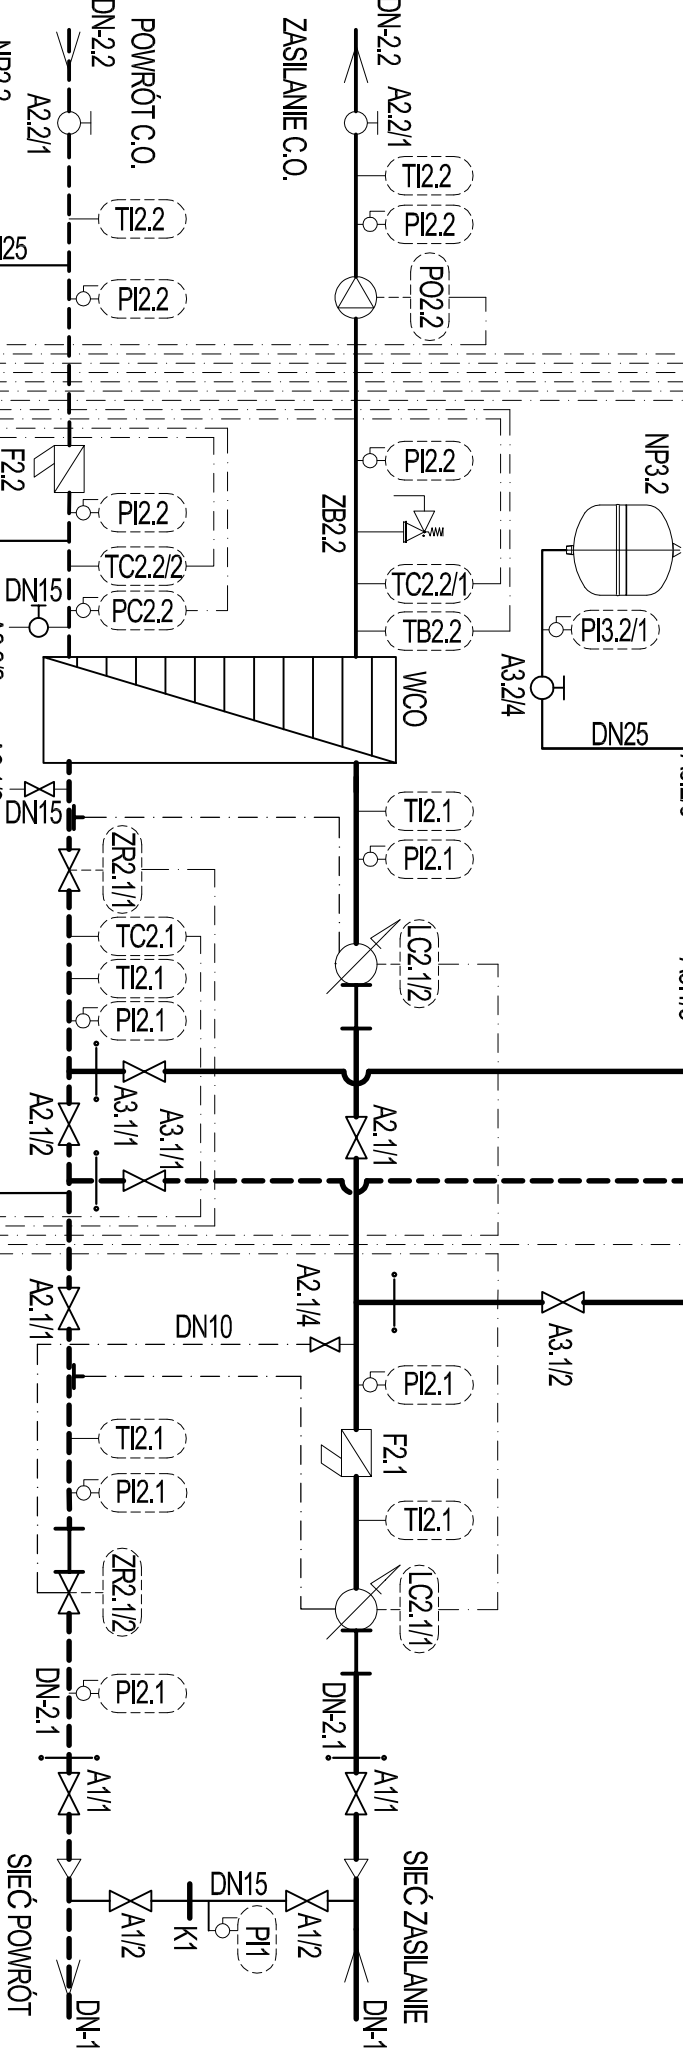 DN-2.2
DN-2.2
POWRÓT C.O.
ZASILANIE C.O.
A2.2/1
A2.2/1
TI2.2
TI2.2
PI2.2
PO2.2
PI2.2
PI2.2
NP3.2
F2.2
PI2.2
ZB2.2
TC2.2/2
TC2.2/1
DN15
PC2.2
TB2.2
PI3.2/1
A3.2/4
WCO
DN25
DN15
TI2.1
PI2.1
ZR2.1/1
TC2.1
LC2.1/2
TI2.1
PI2.1
A2.1/2
A3.1/1
A3.1/1
A2.1/1
A2.1/1
A2.1/4
DN10
A3.1/2
PI2.1
TI2.1
F2.1
PI2.1
TI2.1
ZR2.1/2
LC2.1/1
PI2.1
DN-2.1
DN-2.1
A1/1
A1/1
SIEĆ POWRÓT
SIEĆ ZASILANIE
DN15
A1/2
K1
PI1
A1/2
DN-1
DN-1